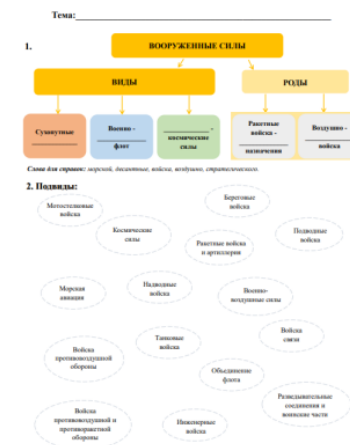 Тема:
1.
ВООРУЖЕННЫЕ СИЛЫ
ВИДЫ
РОДЫ
Сухопутные
Военно -
флот
-
космические
силы
Ракетные
войска -
назначения
Воздушно -
войска
Слова для справок: морской, десантные, войска, воздушно, стратегического.
2. Подвиды:
Мотострелковые
войска
Береговые
войска
Космические
силы
Подводные
войска
Ракетные войска
и артиллерия
Морская
авиация
Надводные
войска
Военно-
воздушные силы
Войска
связи
Танковые
войска
Войска
противовоздушной
обороны
Объединение
флота
Разведывательные
соединения и
воинские части
Войска
противовоздушной и
противоракетной
обороны
Инженерные
войска